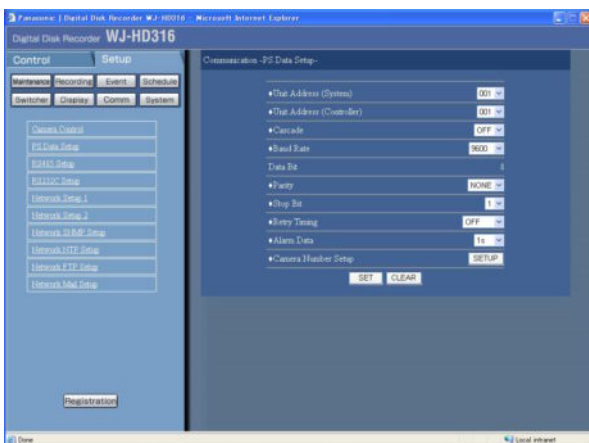 Panasonic | Digital Disk Recorder WJ-HD316 - Microsoft Internet Explorer
Digital Disk Recorder WJ-HD316
Control Setup
Maintenance Recording Event Schedule
Switcher Display Comm System
Camera Control
PS Data Setup
RS485 Setup
RS232C Setup
Network Setup 1
Network Setup 2
Network SNMP Setup
Network NTP Setup
Network FTP Setup
Network Mail Setup
Registration
Communication -PS Data Setup-
♦Unit Address (System) 001
♦Unit Address (Controller) 001
♦Cascade OFF
♦Baud Rate 9600
Data Bit 8
♦Parity NONE
♦Stop Bit 1
♦Retry Timing OFF
♦Alarm Data 1s
♦Camera Number Setup SETUP
SET CLEAR
Done Local intranet